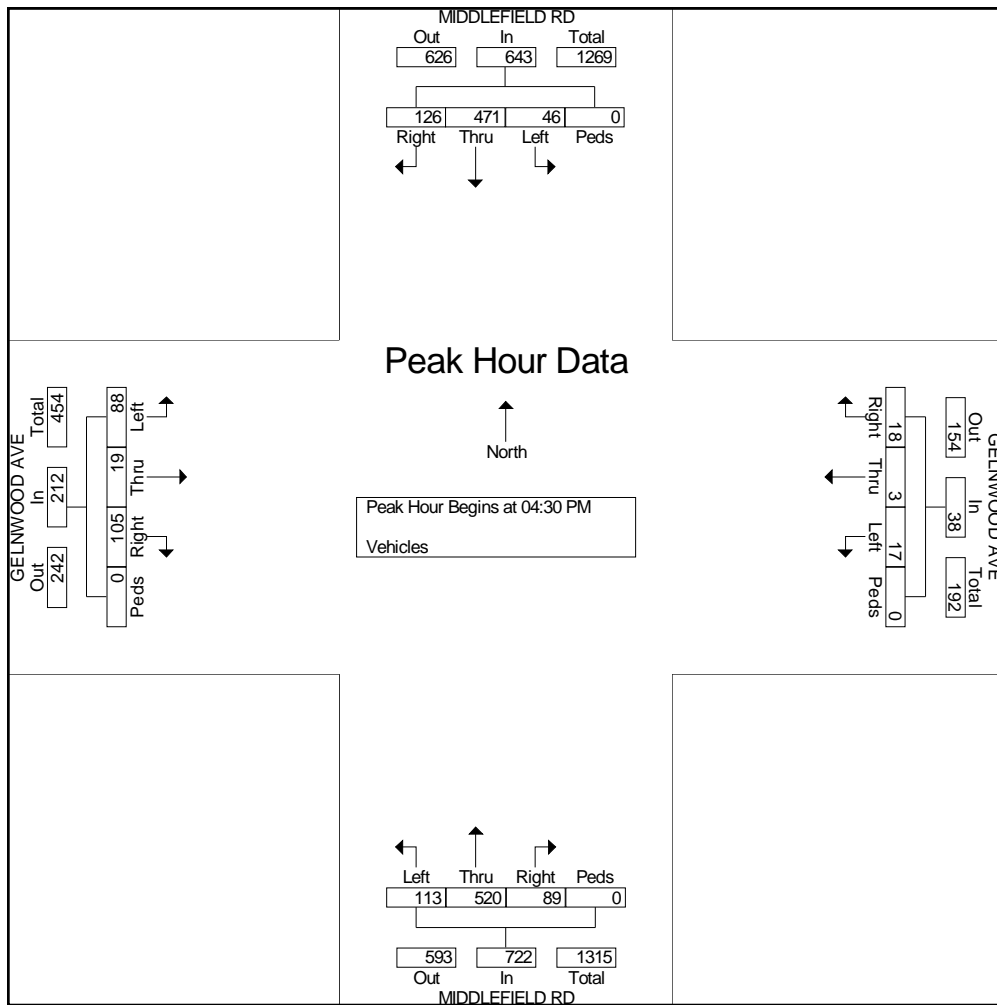 MIDDLEFIELD RD
Out In Total
626 643 1269
126 471 46 0
Right Thru Left Peds
Peak Hour Data
North
Peak Hour Begins at 04:30 PM
Vehicles
GELNWOOD AVE
Out In Total
242 212 454
0 105 19 88
Peds Right Thru Left
GELNWOOD AVE
Out In Total
154 38 192
18 3 17 0
Right Thru Left Peds
Left Thru Right Peds
113 520 89 0
593 722 1315
Out In Total
MIDDLEFIELD RD